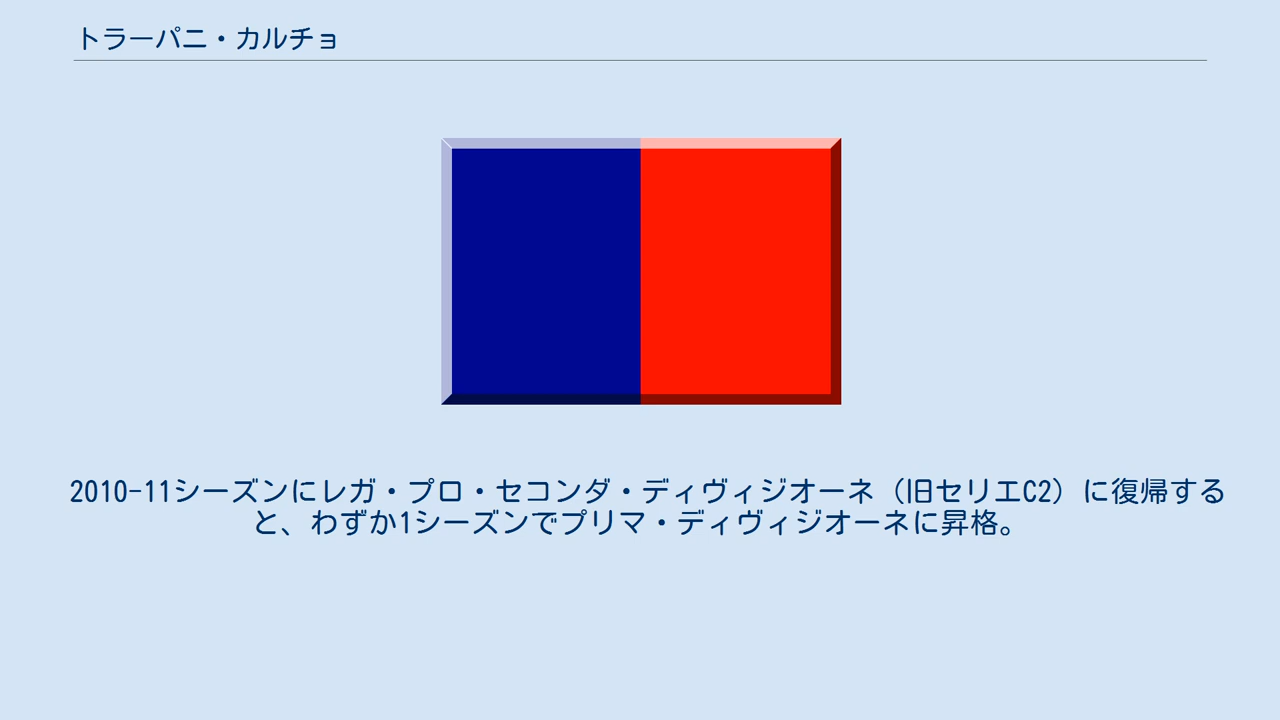 トラーパニ・カルチョ
2010-11シーズンにレガ・プロ・セコンダ・ディヴィジオーネ（旧セリエC2）に復帰する
と、わずか1シーズンでプリマ・ディヴィジオーネに昇格。